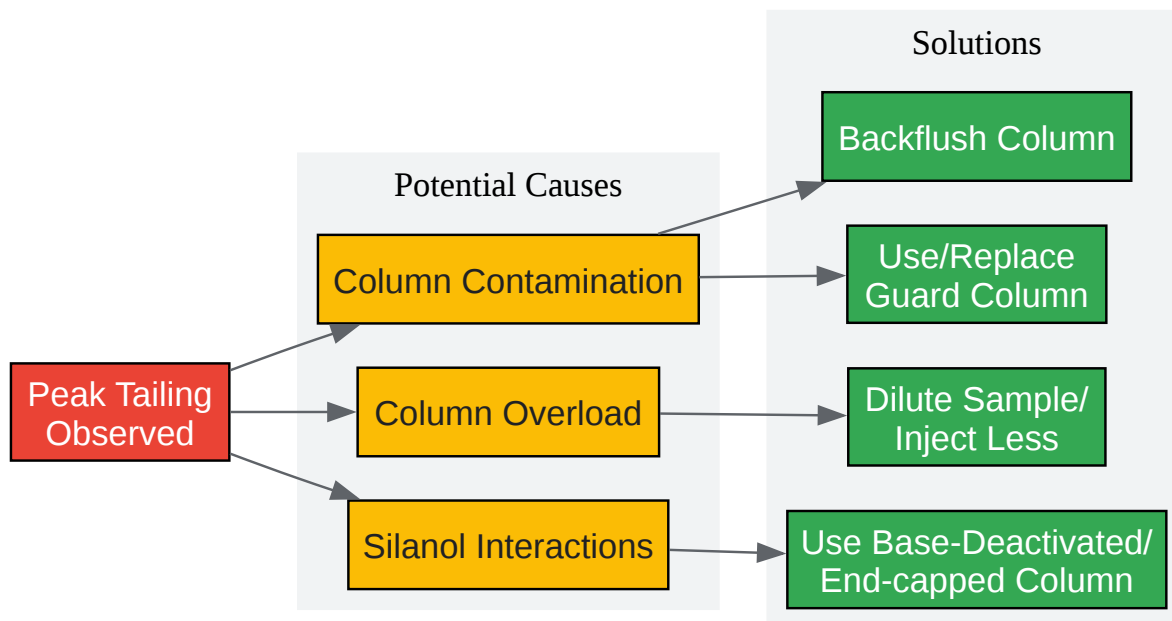 Peak Tailing
Observed
Potential Causes
Column Contamination
Column Overload
Silanol Interactions
Solutions
Backflush Column
Use/Replace
Guard Column
Dilute Sample/
Inject Less
Use Base-Deactivated/
End-capped Column